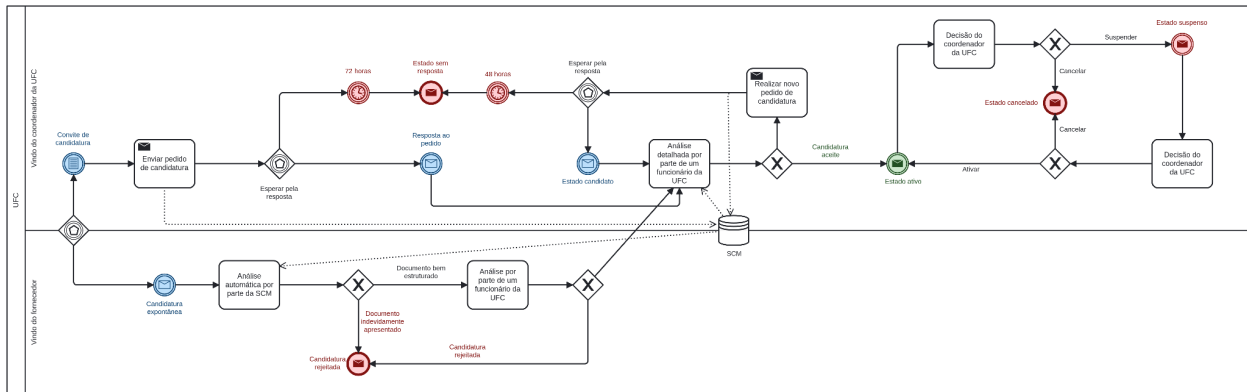 UFC
Vindo do coordenador da UFC
Vindo do fornecedor
Convite de
candidatura
Enviar pedido
de candidatura
Esperar pela
resposta
72 horas
Estado sem
resposta
48 horas
Esperar pela
resposta
Resposta ao
pedido
Estado candidato
Análise
detalhada por
parte de um
funcionário da
UFC
Realizar novo
pedido de
candidatura
Candidatura
aceite
Estado ativo
Decisão do
coordenador
da UFC
Suspender
Estado suspenso
Cancelar
Estado cancelado
Cancelar
Ativar
Decisão do
coordenador
da UFC
SCM
Candidatura
expontânea
Análise
automática por
parte da SCM
Documento bem
estruturado
Documento
indevidamente
apresentado
Análise por
parte de um
funcionário da
UFC
Candidatura
rejeitada
Candidatura
rejeitada